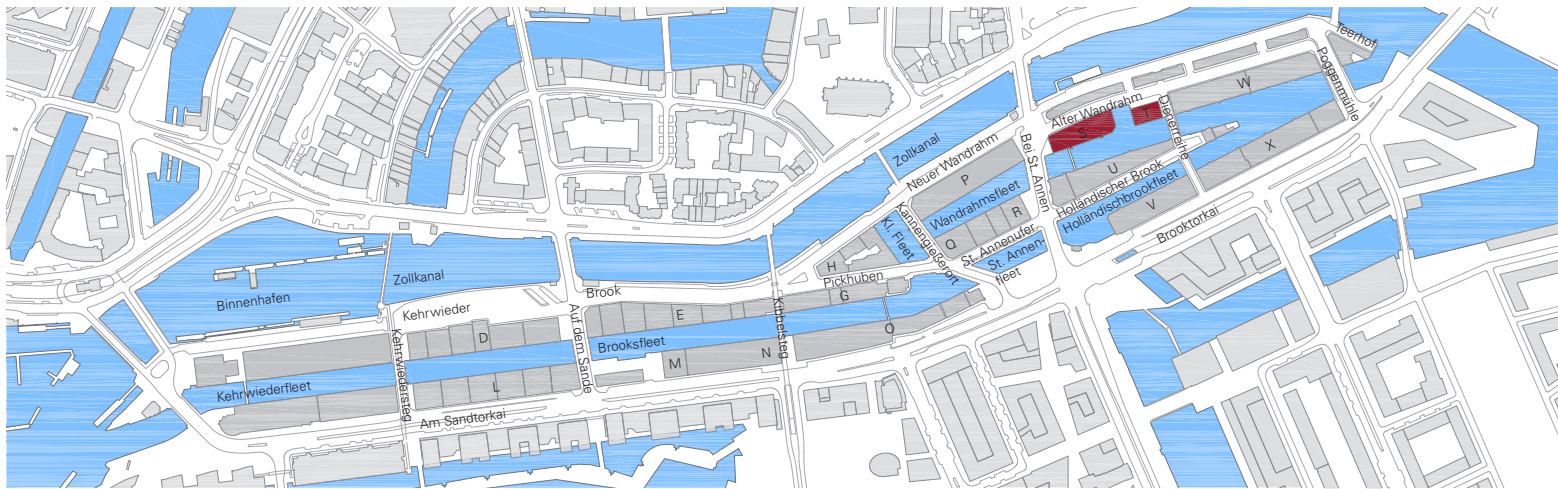 Teerhof
Poggenmühle
W
Alter Wandrahm
Dienerreihe
S
T
Zollkanal
Neuer Wandrahm
Bei St. Annen
X
P
U
Holländischer Brook
Holländischbrookfleet
V
Brooktorkai
Wandrahmsfleet
Kannengießerort
R
Q
Kl. Fleet
St. Annenufer
St. Annen-
fleet
H
Pickhuben
Zollkanal
Binnenhafen
Brook
Kehrwieder
G
E
Kibbelsteg
D
Auf dem Sande
O
Brooksfleet
N
M
Kehrwiedersteg
L
Kehrwiederfleet
Am Sandtorkai